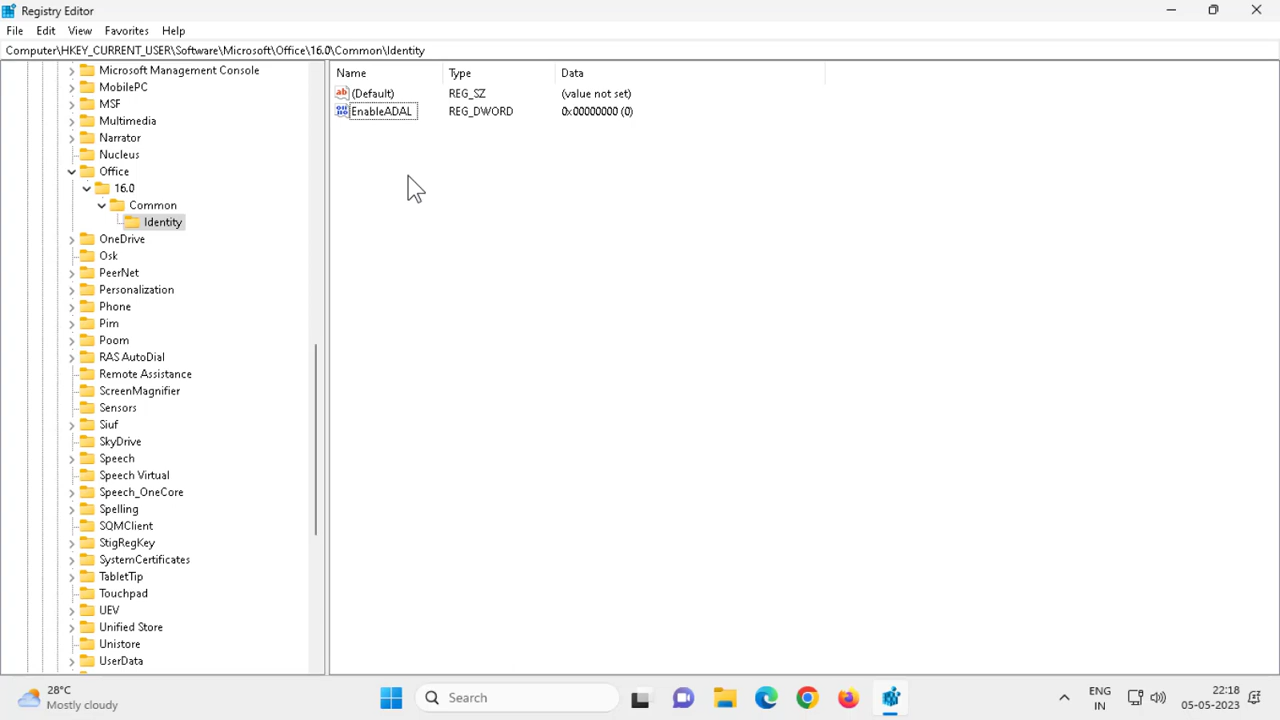 Registry Editor
File Edit View Favorites Help
Computer\HKEY_CURRENT_USER\Software\Microsoft\Office\16.0\Common\Identity
Microsoft Management Console
MobilePC
MSF
Multimedia
Narrator
Nucleus
Office
16.0
Common
Identity
OneDrive
Osk
PeerNet
Personalization
Phone
Pim
Poom
RAS AutoDial
Remote Assistance
ScreenMagnifier
Sensors
Siuf
SkyDrive
Speech
Speech Virtual
Speech_OneCore
Spelling
SQMClient
StigRegKey
SystemCertificates
TabletTip
Touchpad
UEV
Unified Store
Unistore
UserData
Name Type Data
(Default) REG_SZ (value not set)
EnableADAL REG_DWORD 0x00000000 (0)
28°C
Mostly cloudy
Search
ENG
IN
22:18
05-05-2023